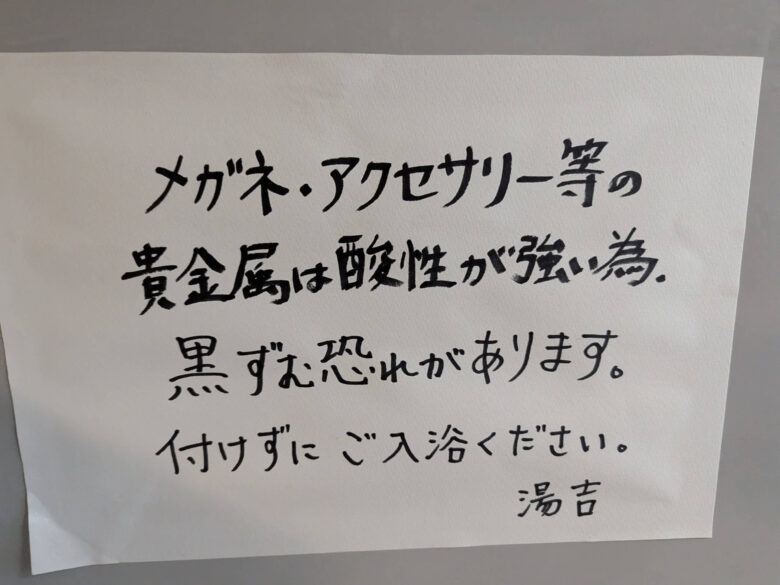 メガネ・アクセサリー等の
貴金属は酸性が強い為.
黒ずむ恐れがあります。
付けずにご入浴ください。
湯吉